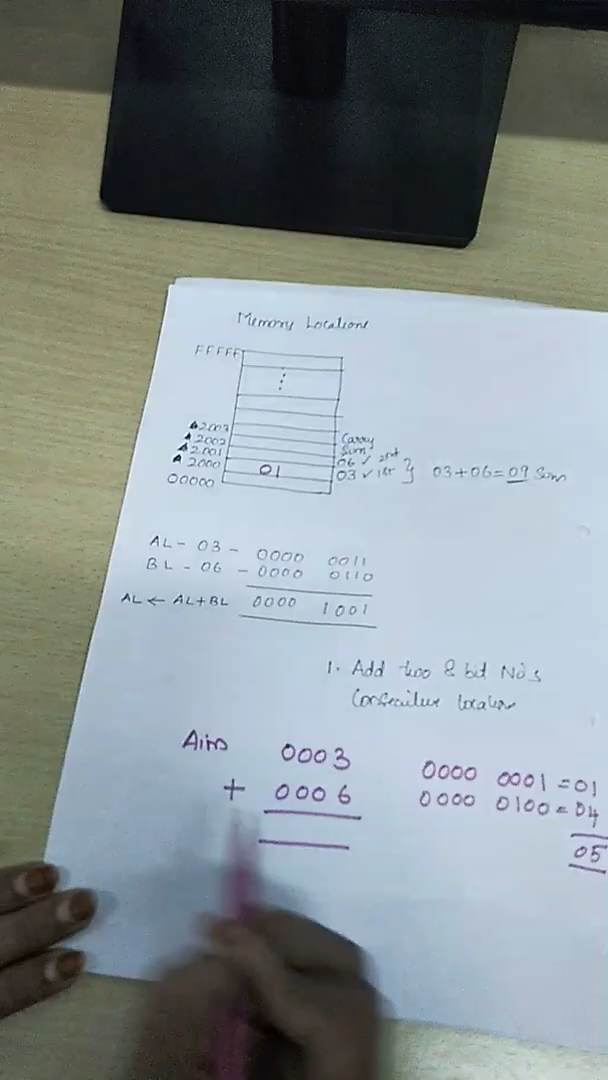 Memory Locations
FFFFF
2003
2002 Carry
2001 Sum
2000 06 ✓ 2nd
01 03 ✓ 1st } 03+06=09 Sum
00000
AL - 03 - 0000 0011
BL - 06 - 0000 0110
AL ← AL+BL 0000 1001
1. Add two 8 bit No's
Consecutive location
Aim 0003 0000 0001 = 01
+ 0006 0000 0100 = 04
05